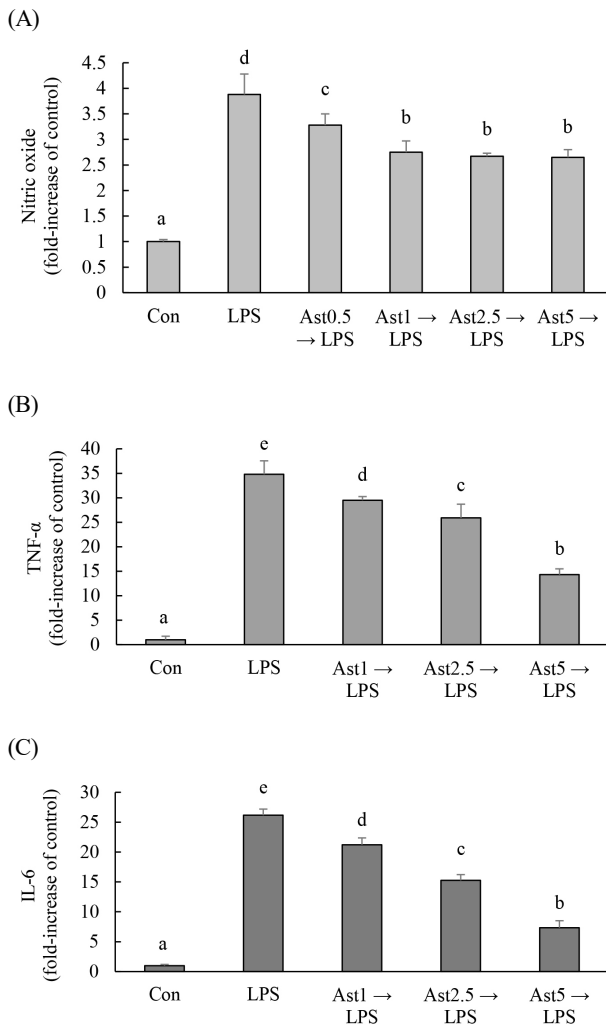 (A)
Nitric oxide
(fold-increase of control)
4.5
4
3.5
3
2.5
2
1
0.5
0
a
d
c
b
b
b
Con
LPS
Ast0.5
→ LPS
Ast1 →
LPS
Ast2.5 →
LPS
Ast5 →
LPS
(B)
TNF-α
(fold-increase of control)
40
35
30
25
20
15
10
5
0
a
e
d
c
b
Con
LPS
Ast1 →
LPS
Ast2.5 →
LPS
Ast5 →
LPS
(C)
IL-6
(fold-increase of control)
30
25
20
15
10
5
0
a
e
d
c
b
Con
LPS
Ast1 →
LPS
Ast2.5 →
LPS
Ast5 →
LPS